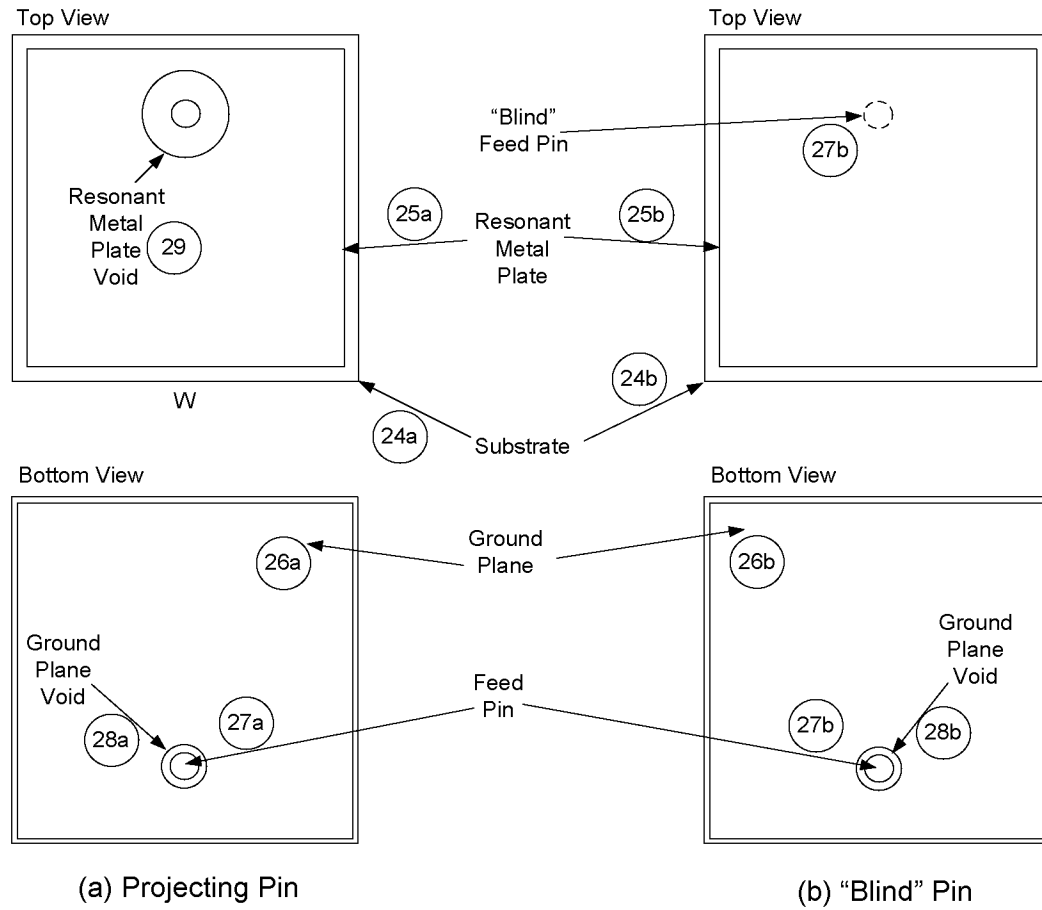 Top View
Top View
“Blind”
Feed Pin
27b
Resonant
Metal
Plate
Void
29
25a
Resonant
Metal
Plate
25b
W
24a
Substrate
24b
Bottom View
Bottom View
Ground
Plane
26a
26b
Ground
Plane
Void
28a
27a
Feed
Pin
27b
Ground
Plane
Void
28b
(a) Projecting Pin
(b) “Blind” Pin